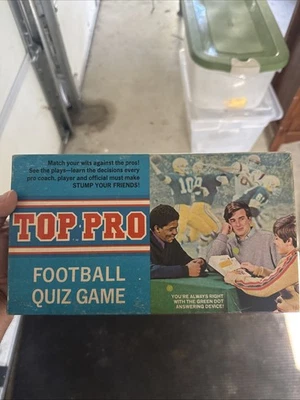 Match your wits against the pros!
See the plays—learn the decisions every
pro coach, player and official must make
STUMP YOUR FRIENDS!
TOP PRO
FOOTBALL
QUIZ GAME
104
YOU'RE ALWAYS RIGHT
WITH THE GREEN DOT
ANSWERING DEVICE!